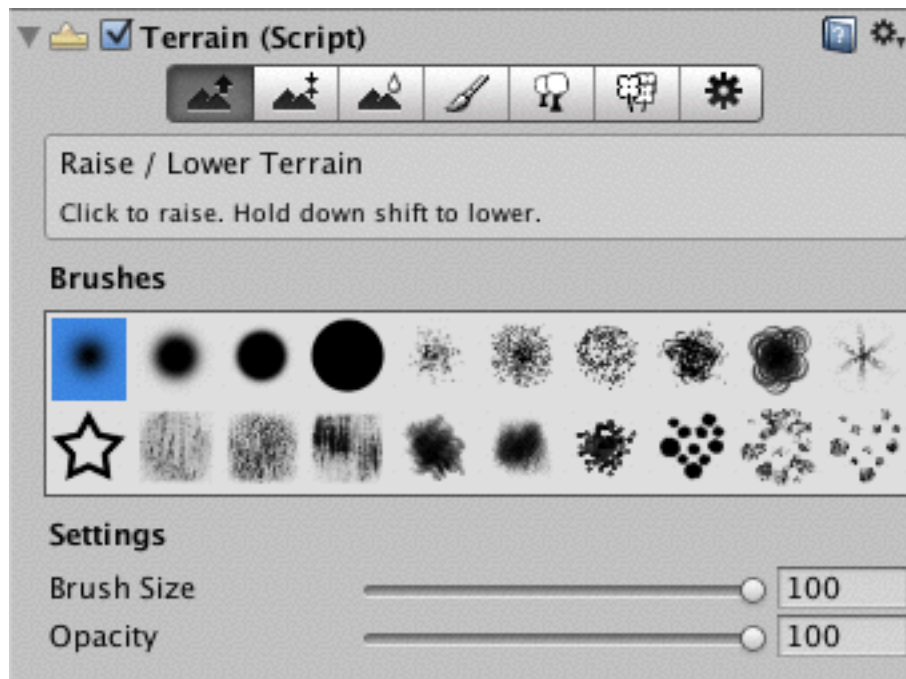 Terrain (Script)
Raise / Lower Terrain
Click to raise. Hold down shift to lower.
Brushes
Settings
Brush Size 100
Opacity 100